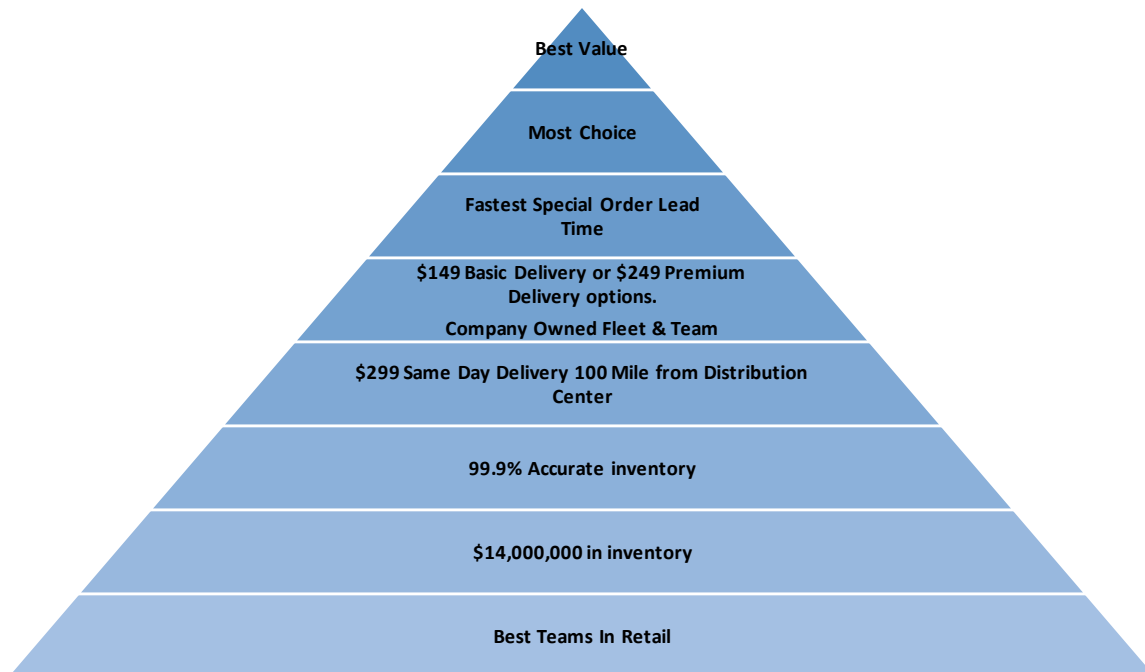 Best Value
Most Choice
Fastest Special Order Lead
Time
$149 Basic Delivery or $249 Premium
Delivery options.
Company Owned Fleet & Team
$299 Same Day Delivery 100 Mile from Distribution
Center
99.9% Accurate inventory
$14,000,000 in inventory
Best Teams In Retail